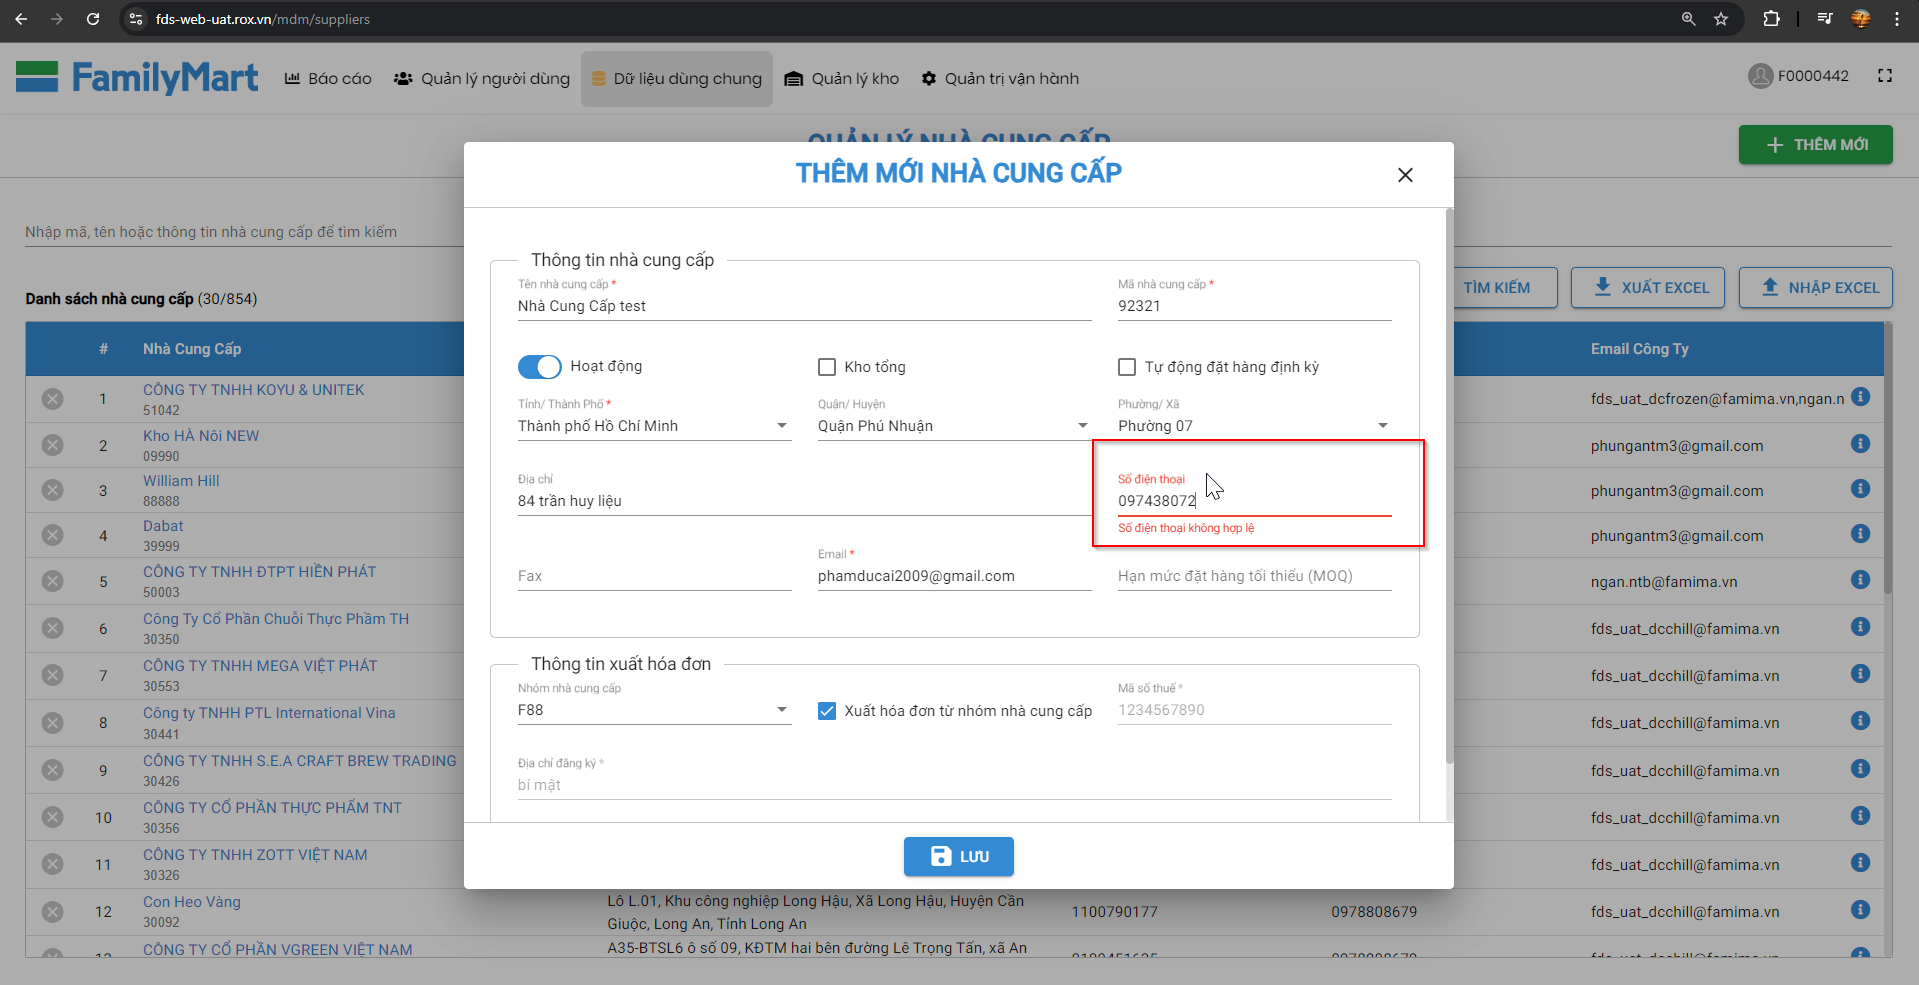 fds-web-uat.rox.vn/mdm/suppliers
FamilyMart
Báo cáo
Quản lý người dùng
Dữ liệu dùng chung
Quản lý kho
Quản trị vận hành
F0000442
QUẢN LÝ NHÀ CUNG CẤP
THÊM MỚI
THÊM MỚI NHÀ CUNG CẤP
Nhập mã, tên hoặc thông tin nhà cung cấp để tìm kiếm
Danh sách nhà cung cấp (30/854)
TÌM KIẾM
XUẤT EXCEL
NHẬP EXCEL
# Nhà Cung Cấp
Email Công Ty
1
CÔNG TY TNHH KOYU & UNITEK
51042
fds_uat_dcfrozen@famima.vn,ngan.n
2
Kho HÀ Nôi NEW
09990
phungantm3@gmail.com
3
William Hill
88888
phungantm3@gmail.com
4
Dabat
39999
phungantm3@gmail.com
5
CÔNG TY TNHH ĐTPT HIỀN PHÁT
50003
ngan.ntb@famima.vn
6
Công Ty Cổ Phần Chuỗi Thực Phầm TH
30350
fds_uat_dcchill@famima.vn
7
CÔNG TY TNHH MEGA VIỆT PHÁT
30553
fds_uat_dcchill@famima.vn
8
Công ty TNHH PTL International Vina
30441
fds_uat_dcchill@famima.vn
9
CÔNG TY TNHH S.E.A CRAFT BREW TRADING
30426
fds_uat_dcchill@famima.vn
10
CÔNG TY CỔ PHẦN THỰC PHẨM TNT
30356
fds_uat_dcchill@famima.vn
11
CÔNG TY TNHH ZOTT VIỆT NAM
30326
fds_uat_dcchill@famima.vn
12
Con Heo Vàng
30092
Lô L.01, Khu công nghiệp Long Hậu, Xã Long Hậu, Huyện Cần
Giuộc, Long An, Tỉnh Long An
1100790177
0978808679
fds_uat_dcchill@famima.vn
CÔNG TY CỔ PHẦN VGREEN VIỆT NAM
A35-BTSL6 ô số 09, KĐTM hai bên đường Lê Trọng Tấn, xã An
Thông tin nhà cung cấp
Tên nhà cung cấp *
Nhà Cung Cấp test
Mã nhà cung cấp *
92321
Hoạt động
Kho tổng
Tự động đặt hàng định kỳ
Tỉnh/ Thành Phố *
Thành phố Hồ Chí Minh
Quận/ Huyện
Quận Phú Nhuận
Phường/ Xã
Phường 07
Địa chỉ
84 trần huy liệu
Số điện thoại
097438072
Số điện thoại không hợp lệ
Fax
Email *
phamducai2009@gmail.com
Hạn mức đặt hàng tối thiểu (MOQ)
Thông tin xuất hóa đơn
Nhóm nhà cung cấp
F88
Xuất hóa đơn từ nhóm nhà cung cấp
Mã số thuế *
1234567890
Địa chỉ đăng ký *
bí mật
LƯU